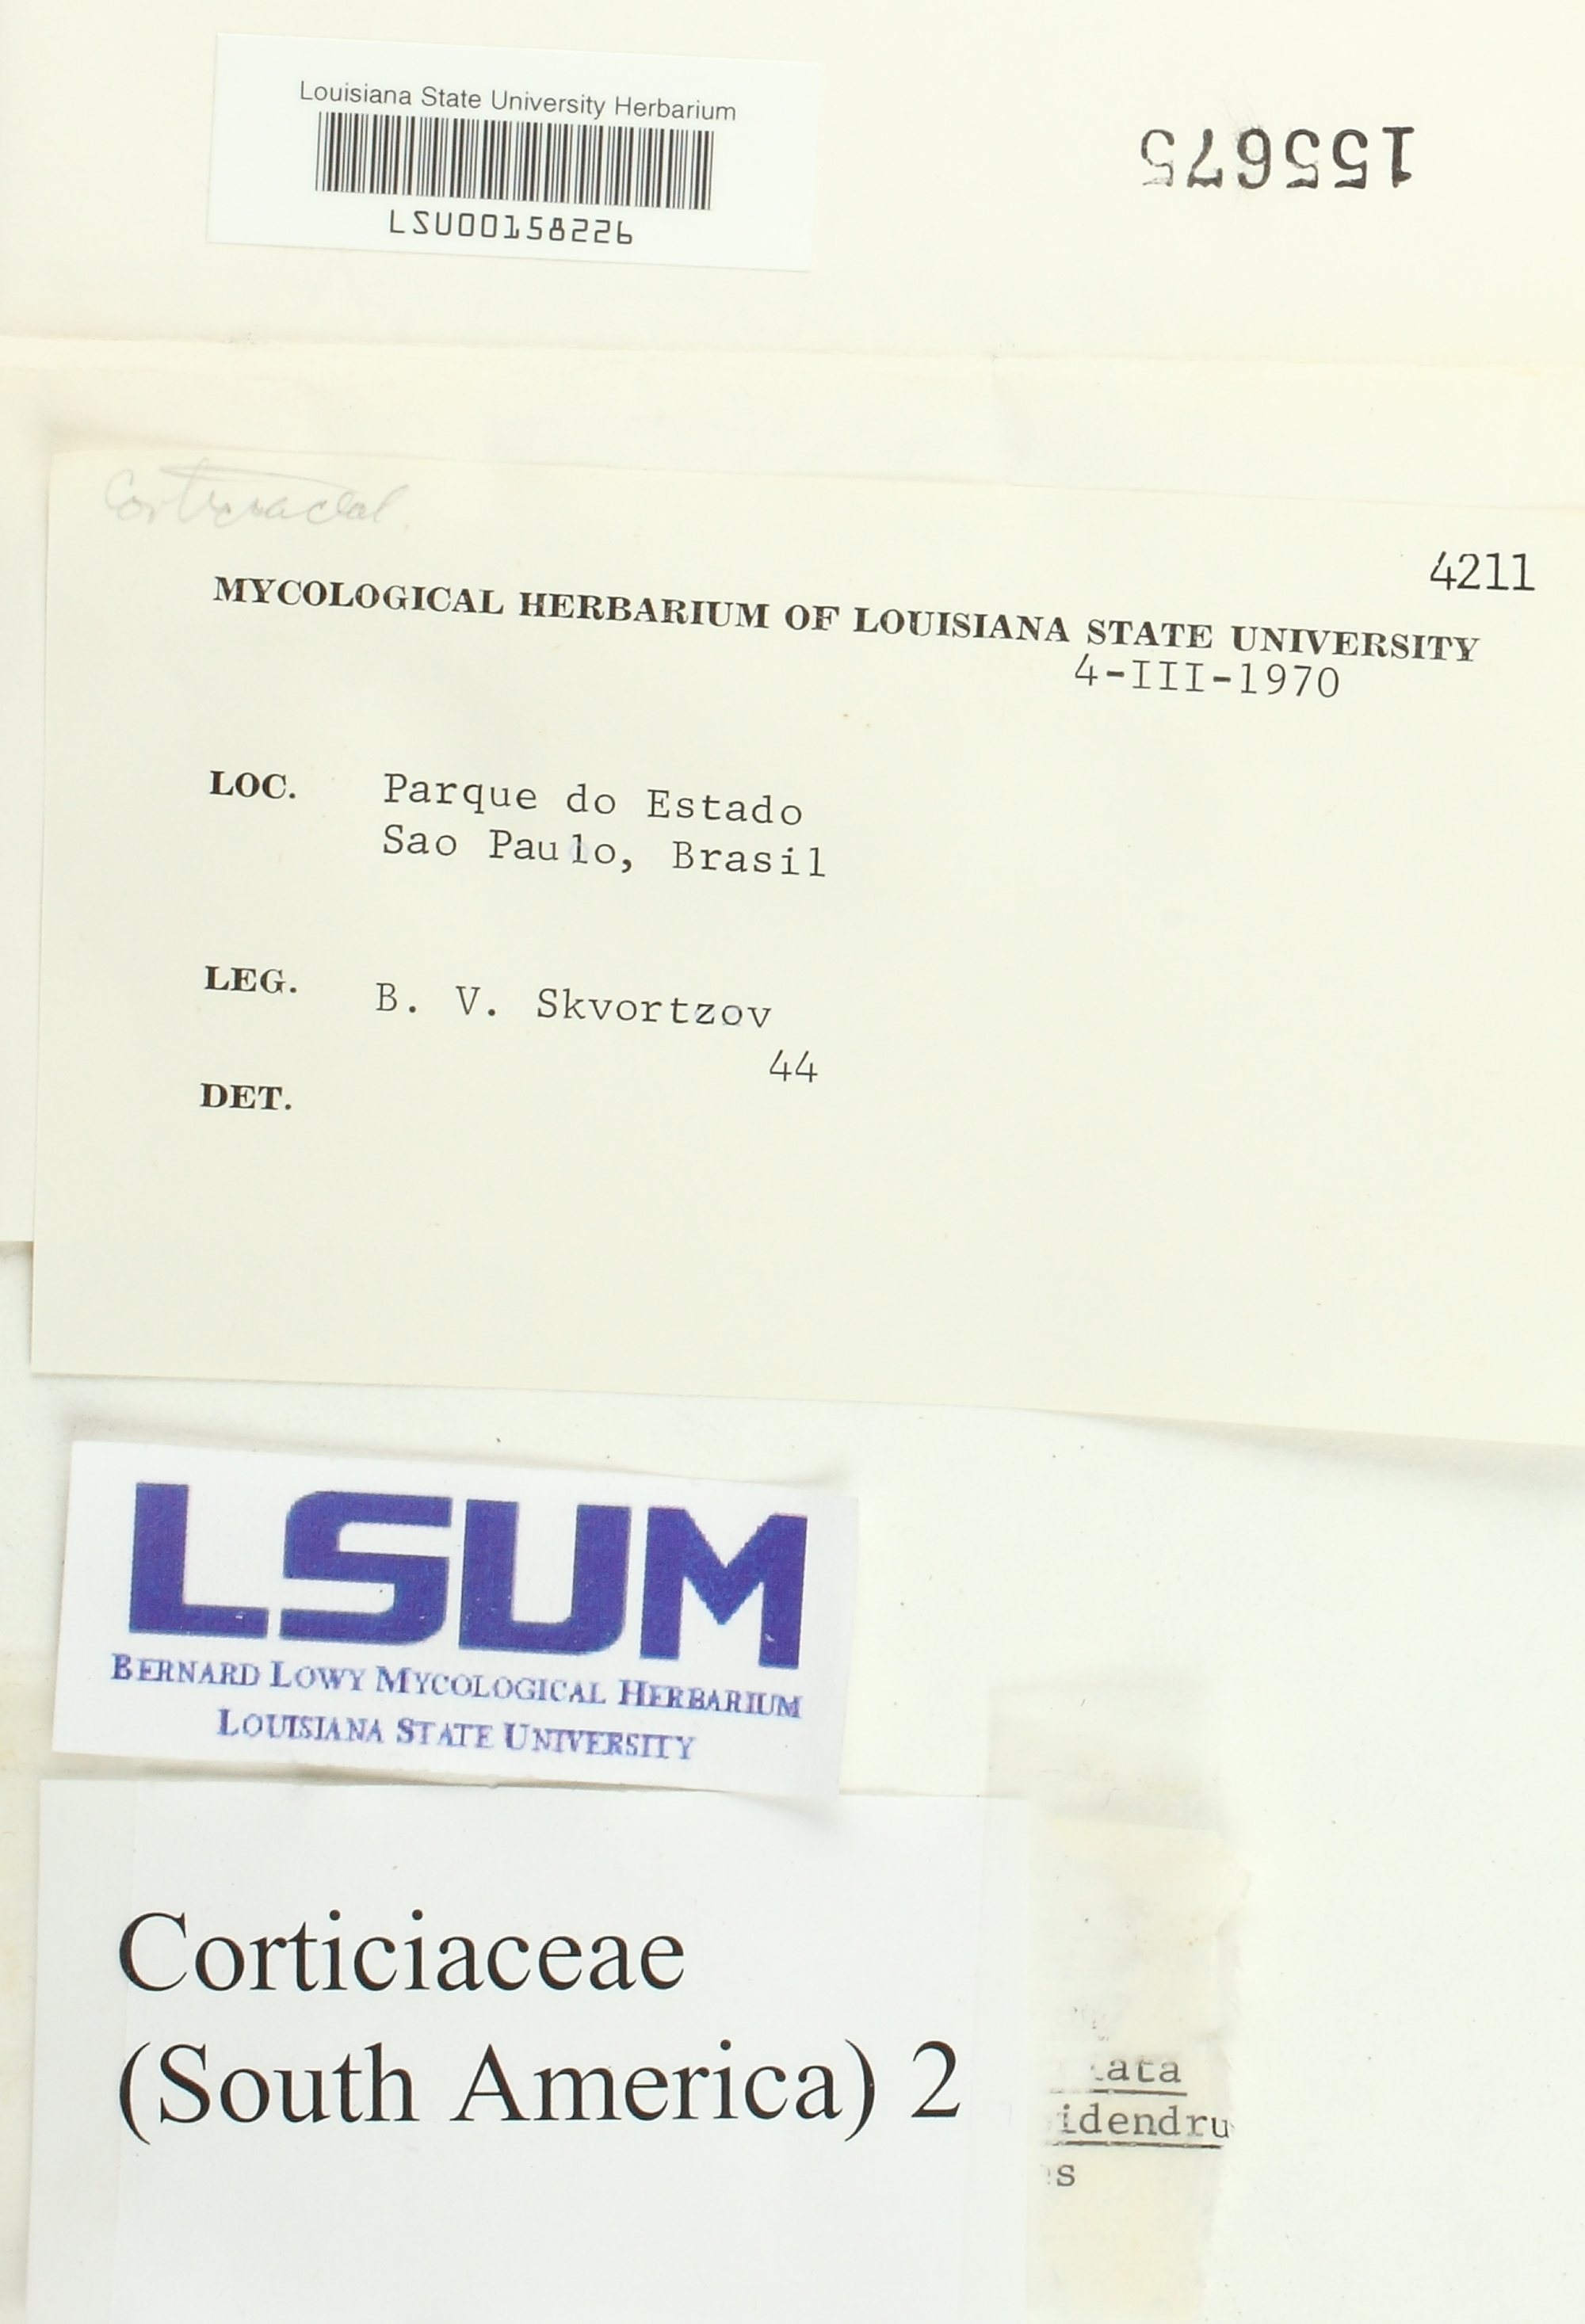 Louisiana State University Herbarium
LSU00158226
155675
4211
MYCOLOGICAL HERBARIUM OF LOUISIANA STATE UNIVERSITY
4-III-1970
LOC. Parque do Estado
Sao Paulo, Brasil
LEG. B. V. Skvortzov
44
DET.
LSUM
BERNARD LOWY MYCOLOGICAL HERBARIUM
LOUISIANA STATE UNIVERSITY
Corticiaceae
(South America) 2